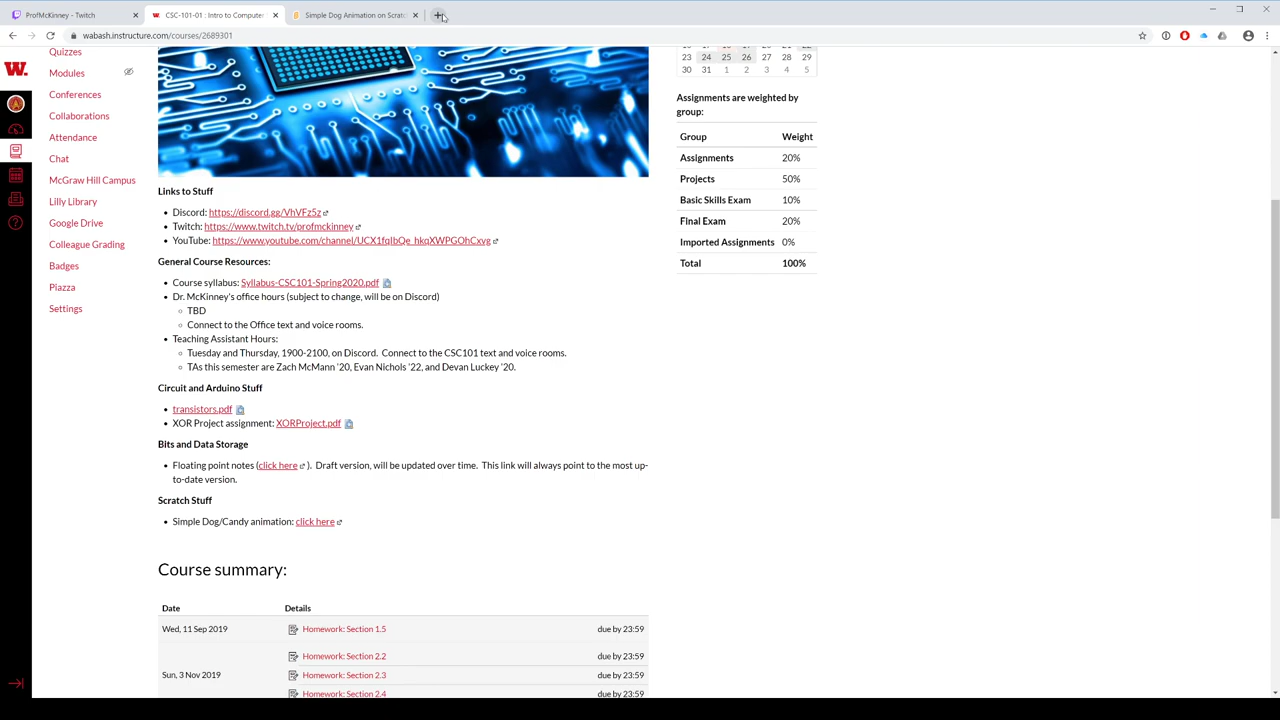 ProfMcKinney - Twitch
CSC-101-01 : Intro to Computer
Simple Dog Animation on Scratc
wabash.instructure.com/courses/2689301
Quizzes
Modules
Conferences
Collaborations
Attendance
Chat
McGraw Hill Campus
Lilly Library
Google Drive
Colleague Grading
Badges
Piazza
Settings
Links to Stuff
Discord: https://discord.gg/VhVFz5z
Twitch: https://www.twitch.tv/profmckinney
YouTube: https://www.youtube.com/channel/UCX1fqIbQe_hkqXWPGOhCxvg
General Course Resources:
Course syllabus: Syllabus-CSC101-Spring2020.pdf
Dr. McKinney's office hours (subject to change, will be on Discord)
TBD
Connect to the Office text and voice rooms.
Teaching Assistant Hours:
Tuesday and Thursday, 1900-2100, on Discord. Connect to the CSC101 text and voice rooms.
TAs this semester are Zach McMann '20, Evan Nichols '22, and Devan Luckey '20.
Circuit and Arduino Stuff
transistors.pdf
XOR Project assignment: XORProject.pdf
Bits and Data Storage
Floating point notes (click here ). Draft version, will be updated over time. This link will always point to the most up-
to-date version.
Scratch Stuff
Simple Dog/Candy animation: click here
Course summary:
Date Details
Wed, 11 Sep 2019 Homework: Section 1.5 due by 23:59
Homework: Section 2.2 due by 23:59
Sun, 3 Nov 2019 Homework: Section 2.3 due by 23:59
Homework: Section 2.4 due by 23:59
23 24 25 26 27 28 29
30 31 1 2 3 4 5
Assignments are weighted by
group:
Group Weight
Assignments 20%
Projects 50%
Basic Skills Exam 10%
Final Exam 20%
Imported Assignments 0%
Total 100%